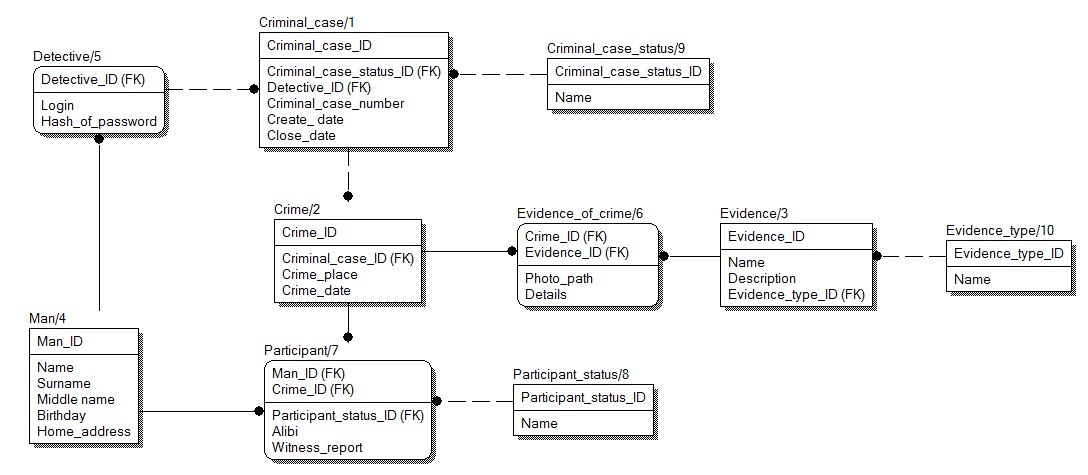 Criminal_case/1
Criminal_case_ID
Criminal_case_status_ID (FK)
Detective_ID (FK)
Criminal_case_number
Create_ date
Close_date
Detective/5
Detective_ID (FK)
Login
Hash_of_password
Criminal_case_status/9
Criminal_case_status_ID
Name
Crime/2
Crime_ID
Criminal_case_ID (FK)
Crime_place
Crime_date
Evidence_of_crime/6
Crime_ID (FK)
Evidence_ID (FK)
Photo_path
Details
Evidence/3
Evidence_ID
Name
Description
Evidence_type_ID (FK)
Evidence_type/10
Evidence_type_ID
Name
Man/4
Man_ID
Name
Surname
Middle name
Birthday
Home_address
Participant/7
Man_ID (FK)
Crime_ID (FK)
Participant_status_ID (FK)
Alibi
Witness_report
Participant_status/8
Participant_status_ID
Name